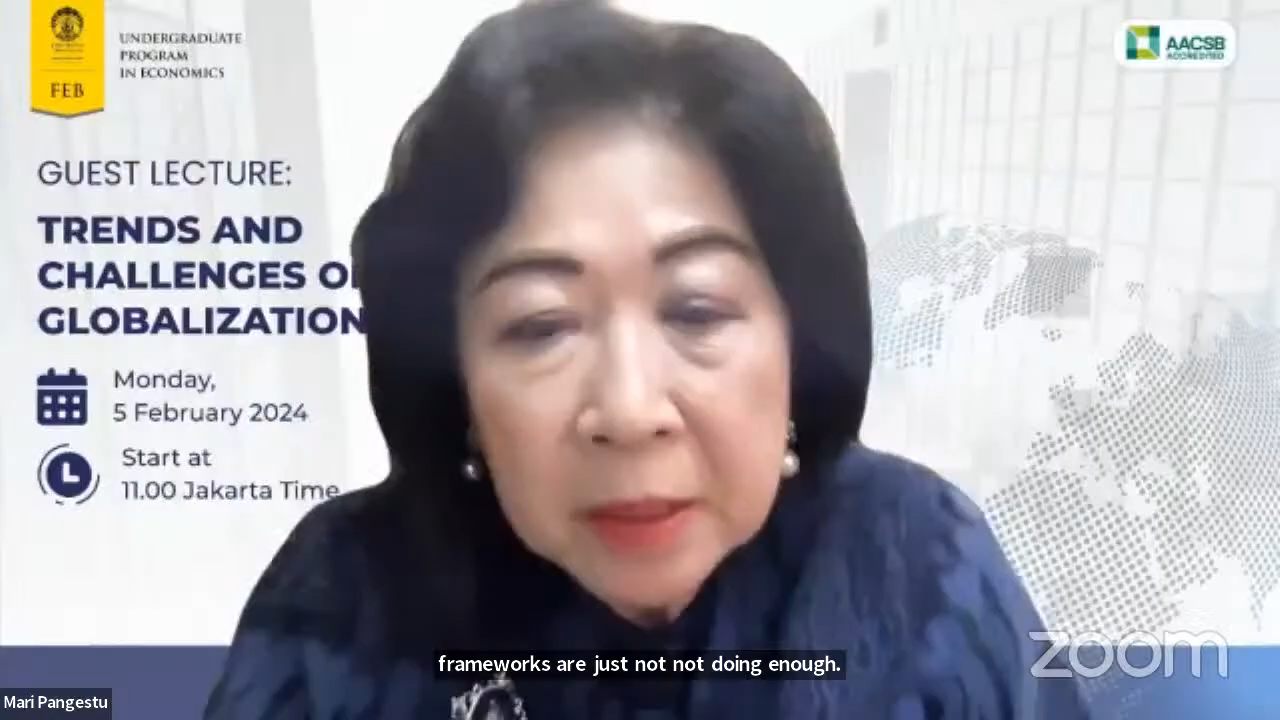 UNDERGRADUATE
PROGRAM
IN ECONOMICS
FEB
AACSB
ACCREDITED
GUEST LECTURE:
TRENDS AND
CHALLENGES O
GLOBALIZATION
Monday,
5 February 2024
Start at
11.00 Jakarta Time
frameworks are just not not doing enough.
zoom
Mari Pangestu